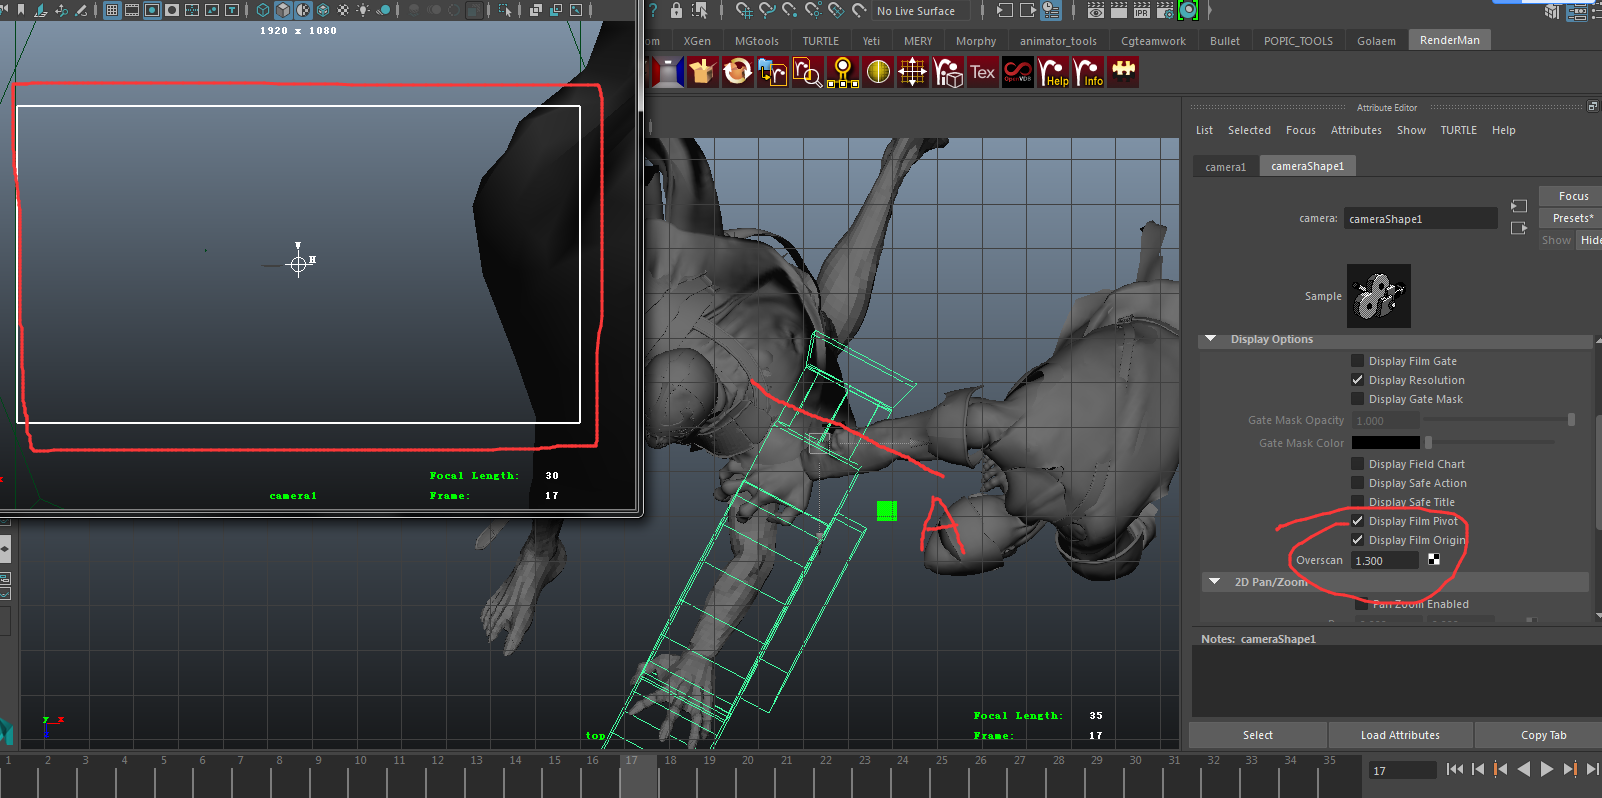 No Live Surface
IPR
om XGen MGtools TURTLE Yeti MERY Morphy animator_tools Cgteamwork Bullet POPIC_TOOLS Golaem RenderMan
Tex OpenVDB Help Info
1920 x 1080
V
H
Focal Length: 30
camera1 Frame: 17
A
Focal Length: 35
top Frame: 17
y x
Attribute Editor
List Selected Focus Attributes Show TURTLE Help
camera1 cameraShape1
Focus
camera: cameraShape1 Presets*
Show Hide
Sample
Display Options
Display Film Gate
Display Resolution
Display Gate Mask
Gate Mask Opacity 1.000
Gate Mask Color
Display Field Chart
Display Safe Action
Display Safe Title
Display Film Pivot
Display Film Origin
Overscan 1.300
2D Pan/Zoom
Pan Zoom Enabled
Notes: cameraShape1
Select Load Attributes Copy Tab
1 2 3 4 5 6 7 8 9 10 11 12 13 14 15 16 17 18 19 20 21 22 23 24 25 26 27 28 29 30 31 32 33 34 35
17